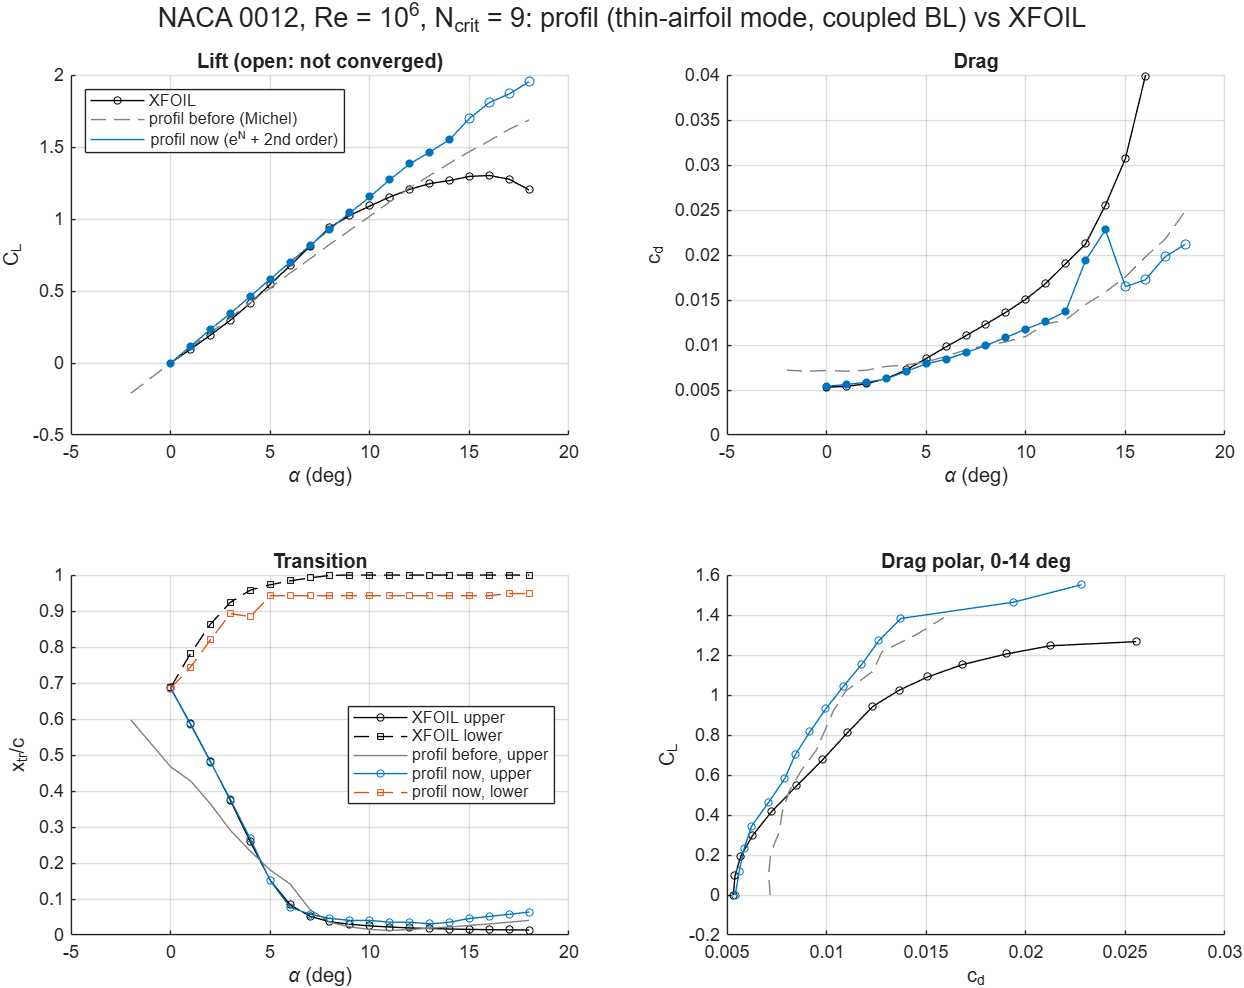 NACA 0012, Re = 10⁶, N_crit = 9: profil (thin-airfoil mode, coupled BL) vs XFOIL
Lift (open: not converged)
2
1.5
1
0.5
0
-0.5
-5
0
5
10
15
20
C_L
α (deg)
XFOIL
profil before (Michel)
profil now (e^N + 2nd order)
Drag
0.04
0.035
0.03
0.025
0.02
0.015
0.01
0.005
0
-5
0
5
10
15
20
c_d
α (deg)
Transition
1
0.9
0.8
0.7
0.6
0.5
0.4
0.3
0.2
0.1
0
-5
0
5
10
15
20
x_tr/c
α (deg)
XFOIL upper
XFOIL lower
profil before, upper
profil now, upper
profil now, lower
Drag polar, 0-14 deg
1.6
1.4
1.2
1
0.8
0.6
0.4
0.2
0
-0.2
0.005
0.01
0.015
0.02
0.025
0.03
C_L
c_d